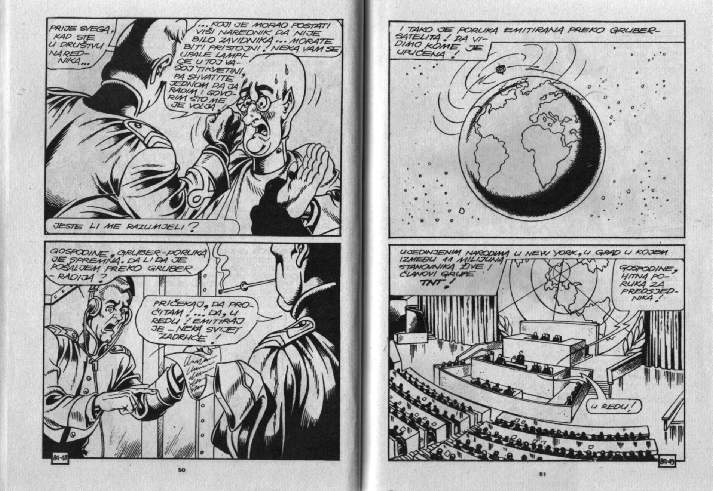 PRIJE SVEGA,
KAD STE
U DRUŠTVU
NARED-
NIKA...
...KOJI JE MORAO POSTATI
VIŠI NAREDNIK DA NIJE
BILO ZAVIDNIKA... MORATE
BITI PRISTOJNI! NEKA VAM SE
UPALE LAMPI-
CE U TOJ VA-
ŠOJ TIKVETINI,
PA SHVATITE
JEDNOM DA JA
RADIM I GOVO-
RIM ŠTO ME
JE VOLJA
JESTE LI ME RAZUMJELI?
GOSPODINE, GRUBER-PORUKA
JE SPREMNA. DA LI DA JE
POŠALJEM PREKO GRUBER
RADIJA?
PRIČEKAJ, DA PRO-
ČITAM!... DA, U
REDU! EMITIRAJ
JE - NEKA SVIJET
ZADRHĆE!
50
I TAKO JE PORUKA EMITIRANA PREKO GRUBER-
SATELITA! DA VI-
DIMO KOME JE
UPUĆENA!
UJEDINJENIM NARODIMA U NEW YORK, U GRAD U KOJEM
IZMEĐU 11 MILIJUNA
STANOVNIKA ŽIVE I
ČLANOVI GRUPE
TNT!
GOSPODINE,
HITNA PO-
RUKA ZA
PREDSJED-
NIKA!
U REDU!
51